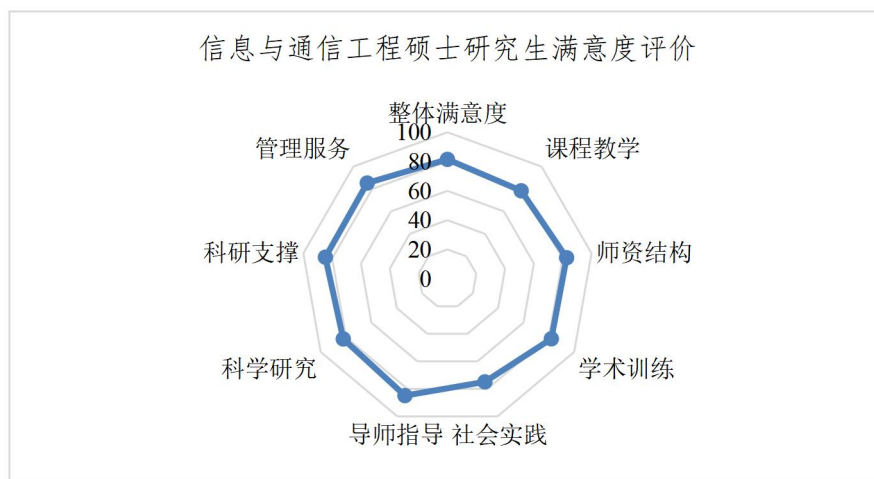 信息与通信工程硕士研究生满意度评价
整体满意度
100
80
60
40
20
0
课程教学
师资结构
学术训练
社会实践
导师指导
科学研究
科研支撑
管理服务